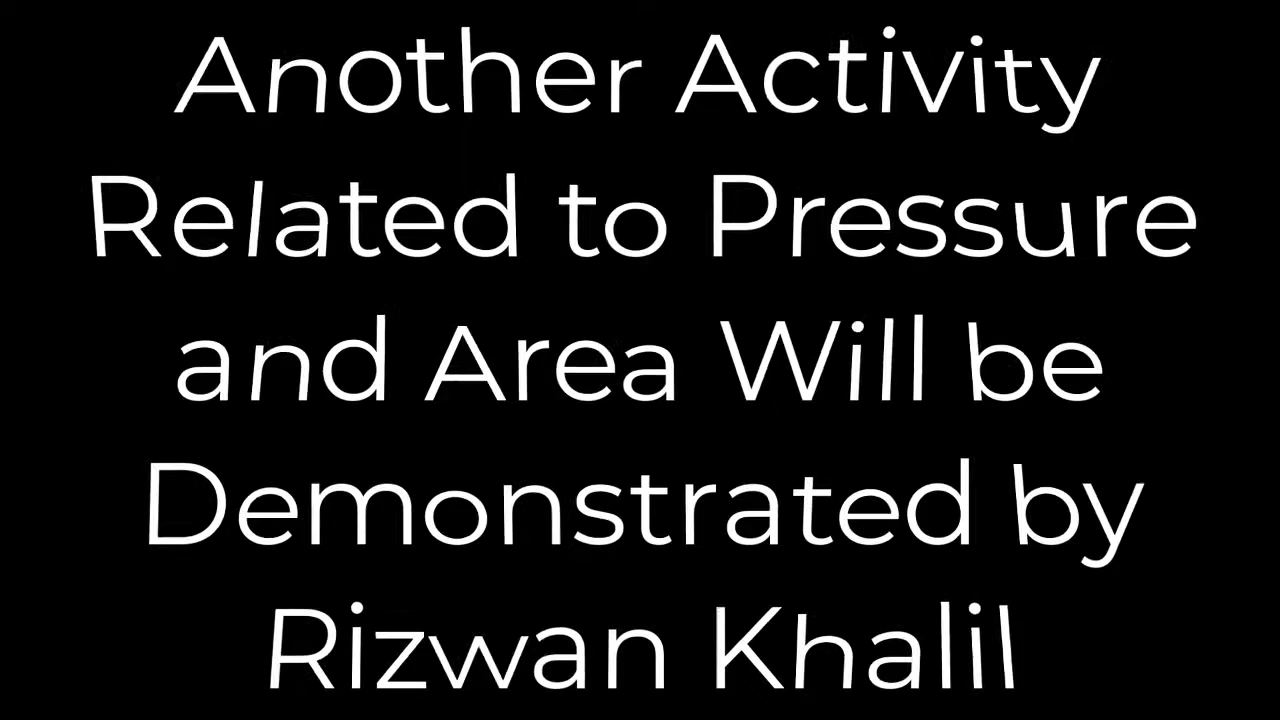 Another Activity
Related to Pressure
and Area Will be
Demonstrated by
Rizwan Khalil